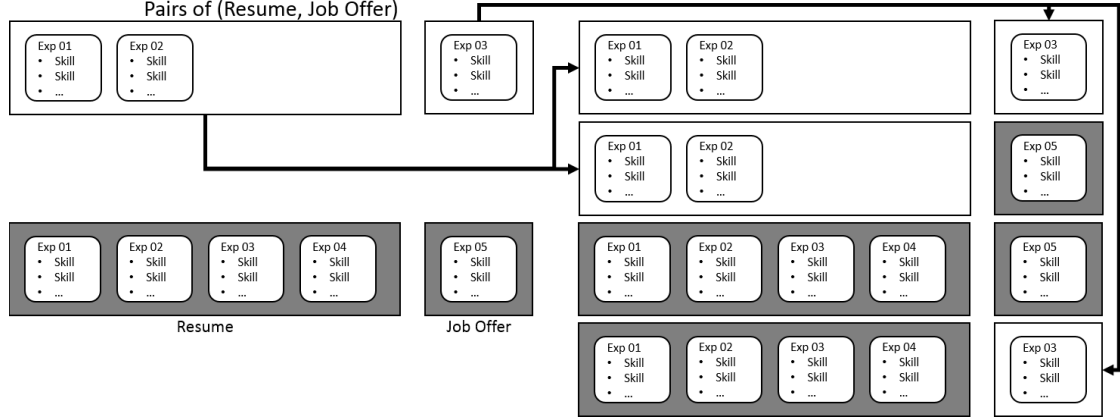 Pairs of (Resume, Job Offer)
Exp 01
• Skill
• Skill
• ...
Exp 02
• Skill
• Skill
• ...
Exp 03
• Skill
• Skill
• ...
Exp 01
• Skill
• Skill
• ...
Exp 02
• Skill
• Skill
• ...
Exp 03
• Skill
• Skill
• ...
Exp 01
• Skill
• Skill
• ...
Exp 02
• Skill
• Skill
• ...
Exp 05
• Skill
• Skill
• ...
Exp 01
• Skill
• Skill
• ...
Exp 02
• Skill
• Skill
• ...
Exp 03
• Skill
• Skill
• ...
Exp 04
• Skill
• Skill
• ...
Exp 05
• Skill
• Skill
• ...
Exp 01
• Skill
• Skill
• ...
Exp 02
• Skill
• Skill
• ...
Exp 03
• Skill
• Skill
• ...
Exp 04
• Skill
• Skill
• ...
Exp 05
• Skill
• Skill
• ...
Resume
Job Offer
Exp 01
• Skill
• Skill
• ...
Exp 02
• Skill
• Skill
• ...
Exp 03
• Skill
• Skill
• ...
Exp 04
• Skill
• Skill
• ...
Exp 03
• Skill
• Skill
• ...